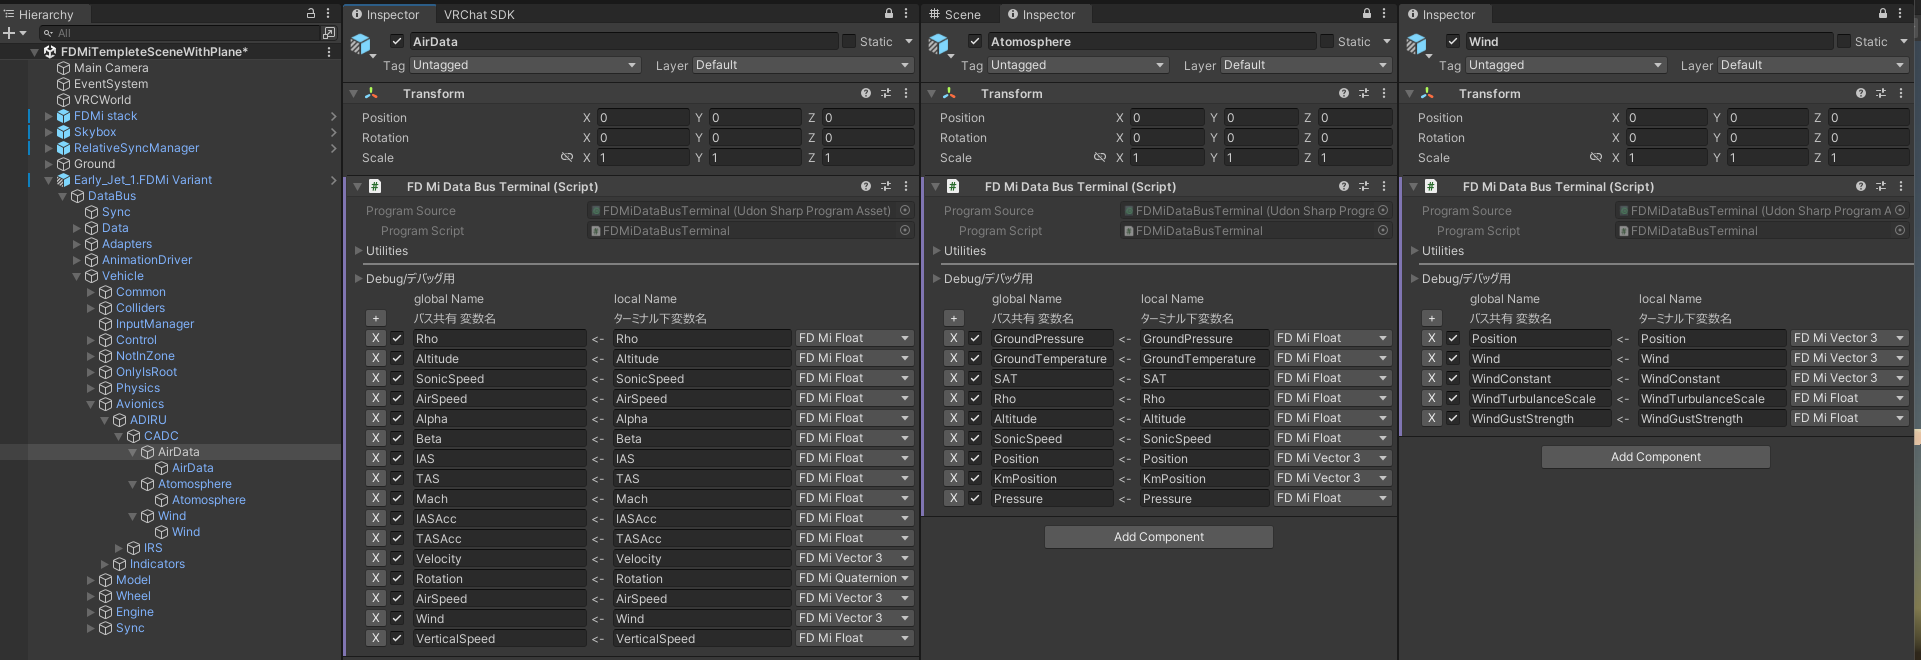 Hierarchy
All
FDMiTempleteSceneWithPlane*
Main Camera
EventSystem
VRCWorld
FDMi stack
Skybox
RelativeSyncManager
Ground
Early_Jet_1.FDMi Variant
DataBus
Sync
Data
Adapters
AnimationDriver
Vehicle
Common
Colliders
InputManager
Control
NotInZone
OnlyIsRoot
Physics
Avionics
ADIRU
CADC
AirData
AirData
Atomosphere
Atomosphere
Wind
Wind
IRS
Indicators
Model
Wheel
Engine
Sync
Inspector VRChat SDK
AirData Static
Tag Untagged Layer Default
Transform
Position X 0 Y 0 Z 0
Rotation X 0 Y 0 Z 0
Scale X 1 Y 1 Z 1
FD Mi Data Bus Terminal (Script)
Program Source FDMiDataBusTerminal (Udon Sharp Program Asset)
Program Script FDMiDataBusTerminal
Utilities
Debug/デバッグ用
global Name local Name
+ バス共有 変数名 ターミナル下変数名
X Rho <- Rho FD Mi Float
X Altitude <- Altitude FD Mi Float
X SonicSpeed <- SonicSpeed FD Mi Float
X AirSpeed <- AirSpeed FD Mi Float
X Alpha <- Alpha FD Mi Float
X Beta <- Beta FD Mi Float
X IAS <- IAS FD Mi Float
X TAS <- TAS FD Mi Float
X Mach <- Mach FD Mi Float
X IASAcc <- IASAcc FD Mi Float
X TASAcc <- TASAcc FD Mi Float
X Velocity <- Velocity FD Mi Vector 3
X Rotation <- Rotation FD Mi Quaternion
X AirSpeed <- AirSpeed FD Mi Vector 3
X Wind <- Wind FD Mi Vector 3
X VerticalSpeed <- VerticalSpeed FD Mi Float
Scene Inspector
Atomosphere Static
Tag Untagged Layer Default
Transform
Position X 0 Y 0 Z 0
Rotation X 0 Y 0 Z 0
Scale X 1 Y 1 Z 1
FD Mi Data Bus Terminal (Script)
Program Source FDMiDataBusTerminal (Udon Sharp Progra
Program Script FDMiDataBusTerminal
Utilities
Debug/デバッグ用
global Name local Name
+ バス共有 変数名 ターミナル下変数名
X GroundPressure <- GroundPressure FD Mi Float
X GroundTemperature <- GroundTemperature FD Mi Float
X SAT <- SAT FD Mi Float
X Rho <- Rho FD Mi Float
X Altitude <- Altitude FD Mi Float
X SonicSpeed <- SonicSpeed FD Mi Float
X Position <- Position FD Mi Vector 3
X KmPosition <- KmPosition FD Mi Vector 3
X Pressure <- Pressure FD Mi Float
Add Component
Inspector
Wind Static
Tag Untagged Layer Default
Transform
Position X 0 Y 0 Z 0
Rotation X 0 Y 0 Z 0
Scale X 1 Y 1 Z 1
FD Mi Data Bus Terminal (Script)
Program Source FDMiDataBusTerminal (Udon Sharp Program A
Program Script FDMiDataBusTerminal
Utilities
Debug/デバッグ用
global Name local Name
+ バス共有 変数名 ターミナル下変数名
X Position <- Position FD Mi Vector 3
X Wind <- Wind FD Mi Vector 3
X WindConstant <- WindConstant FD Mi Vector 3
X WindTurbulanceScale <- WindTurbulanceScale FD Mi Float
X WindGustStrength <- WindGustStrength FD Mi Float
Add Component